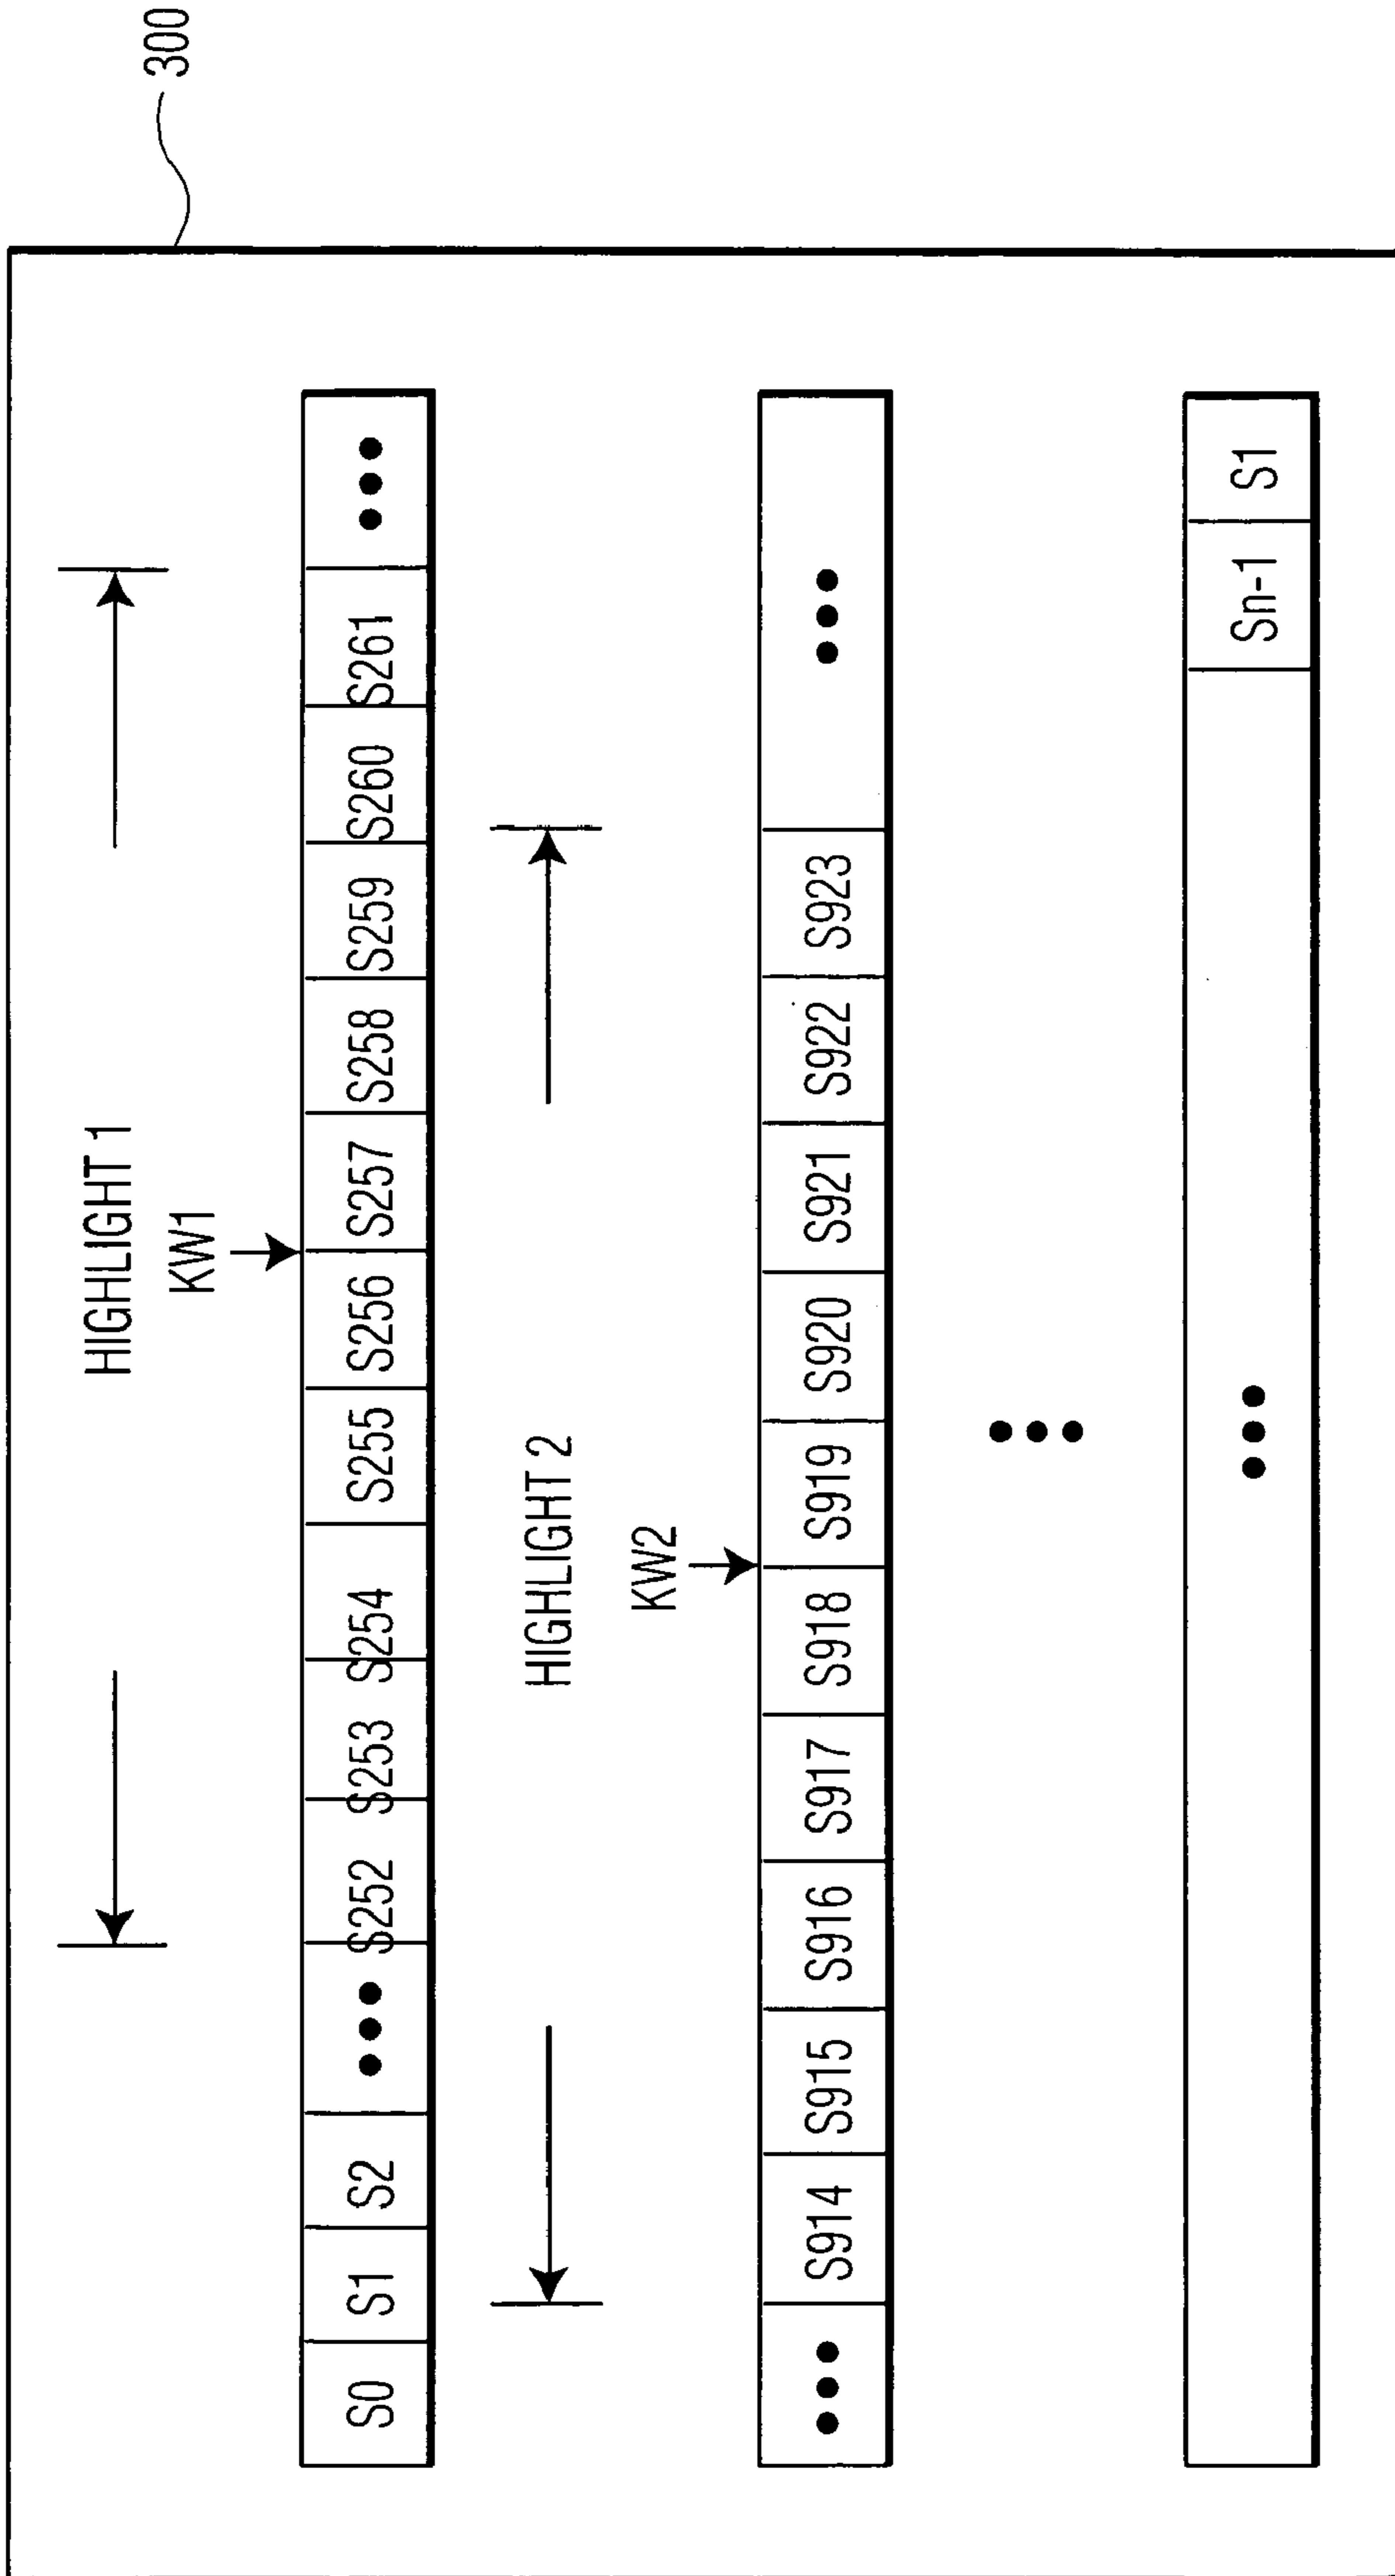 300
HIGHLIGHT 1
KW1
S0 S1 S2 ••• S252 S253 S254 S255 S256 S257 S258 S259 S260 S261 •••
HIGHLIGHT 2
KW2
••• S914 S915 S916 S917 S918 S919 S920 S921 S922 S923 •••
•••
••• Sn-1 S1